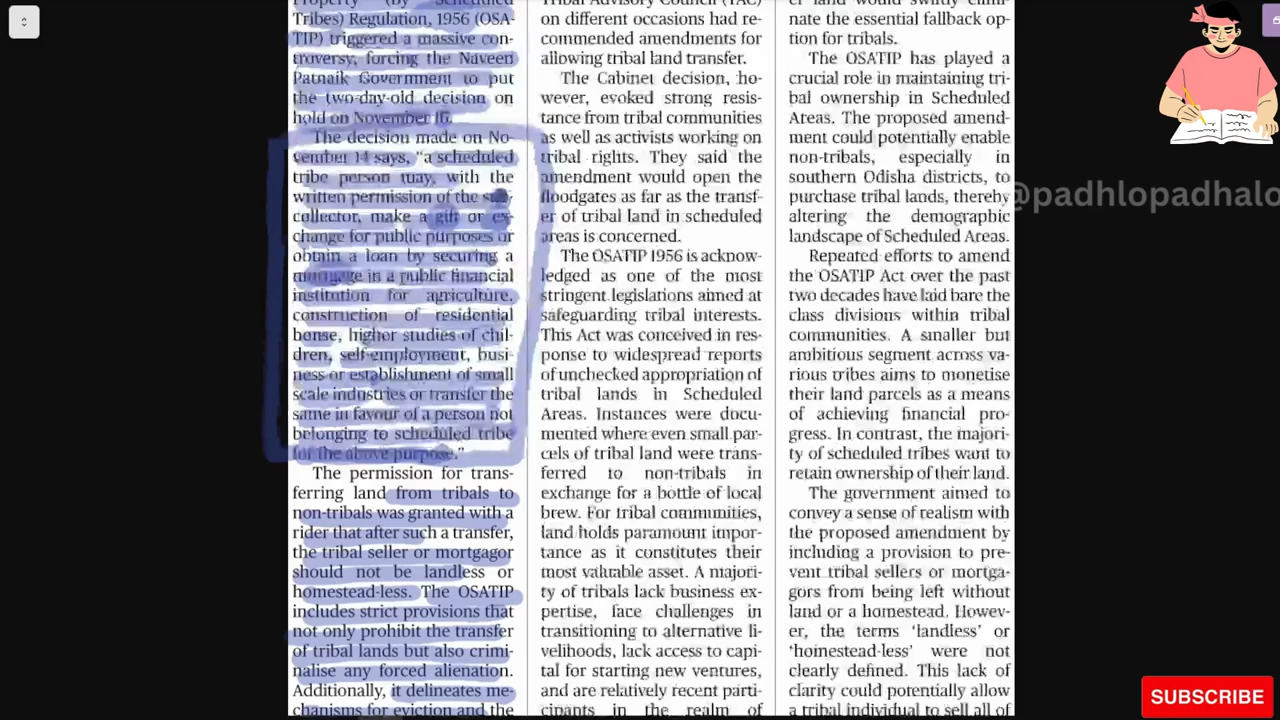 Property (by Scheduled
Tribes) Regulation, 1956 (OSA-
TIP) triggered a massive con-
troversy, forcing the Naveen
Patnaik Government to put
the two-day-old decision on
hold on November 16.
The decision made on No-
vember 14 says, “a scheduled
tribe person may, with the
written permission of the sub-
collector, make a gift or ex-
change for public purposes or
obtain a loan by securing a
mortgage in a public financial
institution for agriculture,
construction of residential
house, higher studies of chil-
dren, self-employment, busi-
ness or establishment of small
scale industries or transfer the
same in favour of a person not
belonging to scheduled tribe
for the above purpose.”
The permission for trans-
ferring land from tribals to
non-tribals was granted with a
rider that after such a transfer,
the tribal seller or mortgagor
should not be landless or
homestead-less. The OSATIP
includes strict provisions that
not only prohibit the transfer
of tribal lands but also crimi-
nalise any forced alienation.
Additionally, it delineates me-
chanisms for eviction and the
Tribal Advisory Council (TAC)
on different occasions had re-
commended amendments for
allowing tribal land transfer.
The Cabinet decision, ho-
wever, evoked strong resis-
tance from tribal communities
as well as activists working on
tribal rights. They said the
amendment would open the
floodgates as far as the transf-
er of tribal land in scheduled
areas is concerned.
The OSATIP 1956 is acknow-
ledged as one of the most
stringent legislations aimed at
safeguarding tribal interests.
This Act was conceived in res-
ponse to widespread reports
of unchecked appropriation of
tribal lands in Scheduled
Areas. Instances were docu-
mented where even small par-
cels of tribal land were trans-
ferred to non-tribals in
exchange for a bottle of local
brew. For tribal communities,
land holds paramount impor-
tance as it constitutes their
most valuable asset. A majori-
ty of tribals lack business ex-
pertise, face challenges in
transitioning to alternative li-
velihoods, lack access to capi-
tal for starting new ventures,
and are relatively recent parti-
cipants in the realm of
er land would swiftly elimi-
nate the essential fallback op-
tion for tribals.
The OSATIP has played a
crucial role in maintaining tri-
bal ownership in Scheduled
Areas. The proposed amend-
ment could potentially enable
non-tribals, especially in
southern Odisha districts, to
purchase tribal lands, thereby
altering the demographic
landscape of Scheduled Areas.
Repeated efforts to amend
the OSATIP Act over the past
two decades have laid bare the
class divisions within tribal
communities. A smaller but
ambitious segment across va-
rious tribes aims to monetise
their land parcels as a means
of achieving financial pro-
gress. In contrast, the majori-
ty of scheduled tribes want to
retain ownership of their land.
The government aimed to
convey a sense of realism with
the proposed amendment by
including a provision to pre-
vent tribal sellers or mortga-
gors from being left without
land or a homestead. Howev-
er, the terms ‘landless’ or
‘homestead-less’ were not
clearly defined. This lack of
clarity could potentially allow
a tribal individual to sell all of
@padhlopadhalo
SUBSCRIBE